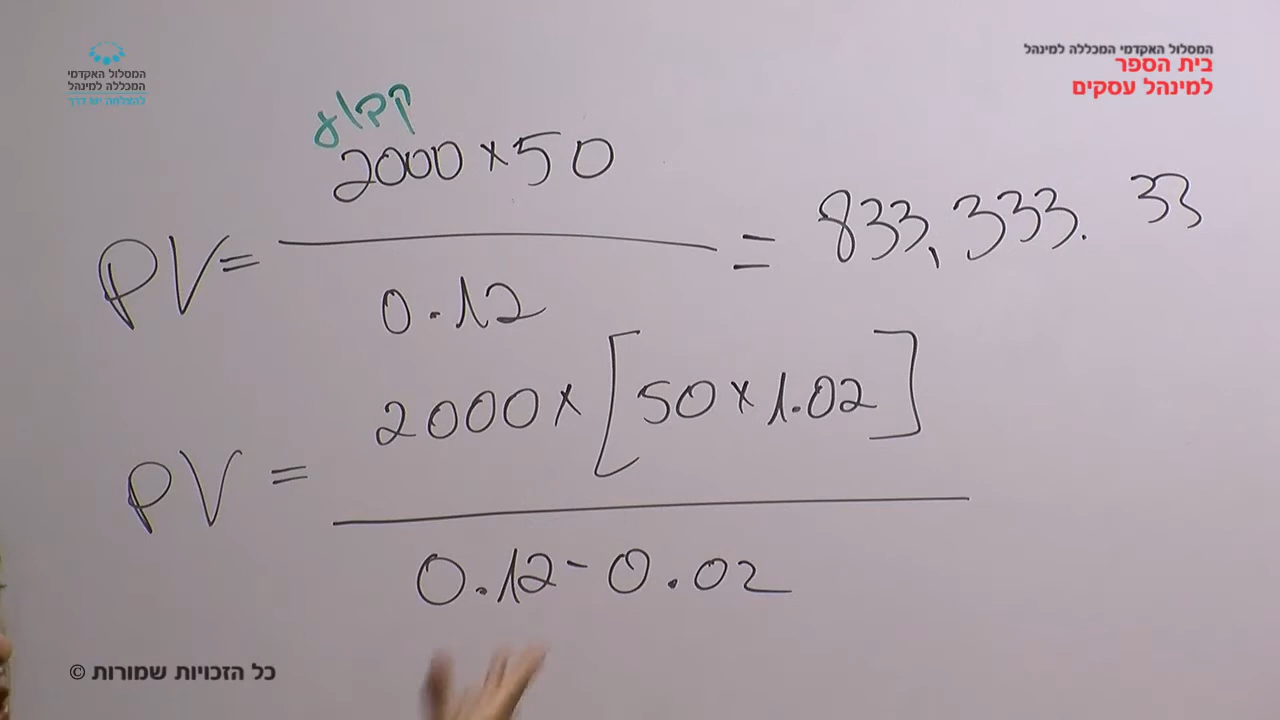 המסלול האקדמי
המכללה למינהל
להצלחה יש דרך
המסלול האקדמי המכללה למינהל
בית הספר
למינהל עסקים
קבוע
PV = 2000 × 50 / 0.12 = 833,333.33
PV = 2000 × [50 × 1.02] / 0.12 - 0.02
כל הזכויות שמורות ©